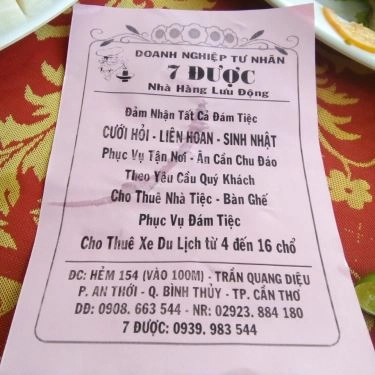 DOANH NGHIỆP TƯ NHÂN
7 ĐƯỢC
Nhà Hàng Lưu Động
Đảm Nhận Tất Cả Đám Tiệc
CƯỚI HỎI - LIÊN HOAN - SINH NHẬT
Phục Vụ Tận Nơi - Ân Cần Chu Đáo
Theo Yêu Cầu Quý Khách
Cho Thuê Nhà Tiệc - Bàn Ghế
Phục Vụ Đám Tiệc
Cho Thuê Xe Du Lịch từ 4 đến 16 chổ
ĐC: HẺM 154 (VÀO 100M) - TRẦN QUANG DIỆU
P. AN THỚI - Q. BÌNH THỦY - TP. CẦN THƠ
DĐ: 0908. 663 544 - NR: 02923. 884 180
7 ĐƯỢC: 0939. 983 544